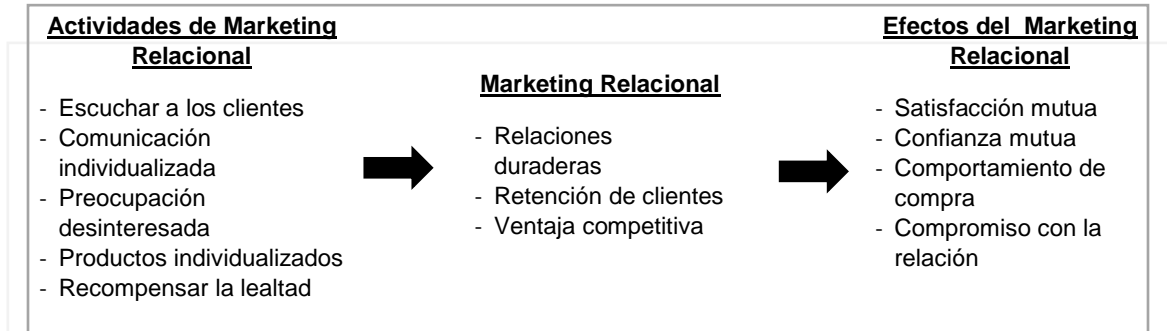 Actividades de Marketing
Relacional
- Escuchar a los clientes
- Comunicación
individualizada
- Preocupación
desinteresada
- Productos individualizados
- Recompensar la lealtad
Marketing Relacional
- Relaciones
duraderas
- Retención de clientes
- Ventaja competitiva
Efectos del Marketing
Relacional
- Satisfacción mutua
- Confianza mutua
- Comportamiento de
compra
- Compromiso con la
relación